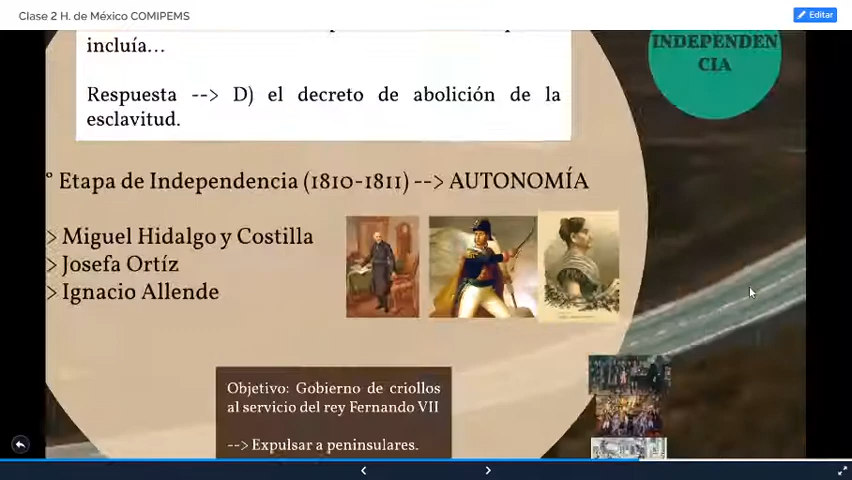 Clase 2 H. de México COMIPEMS
Editar
incluía...
Respuesta --> D) el decreto de abolición de la
esclavitud.
INDEPENDEN
CIA
° Etapa de Independencia (1810-1811) --> AUTONOMÍA
> Miguel Hidalgo y Costilla
> Josefa Ortíz
> Ignacio Allende
Objetivo: Gobierno de criollos
al servicio del rey Fernando VII
--> Expulsar a peninsulares.